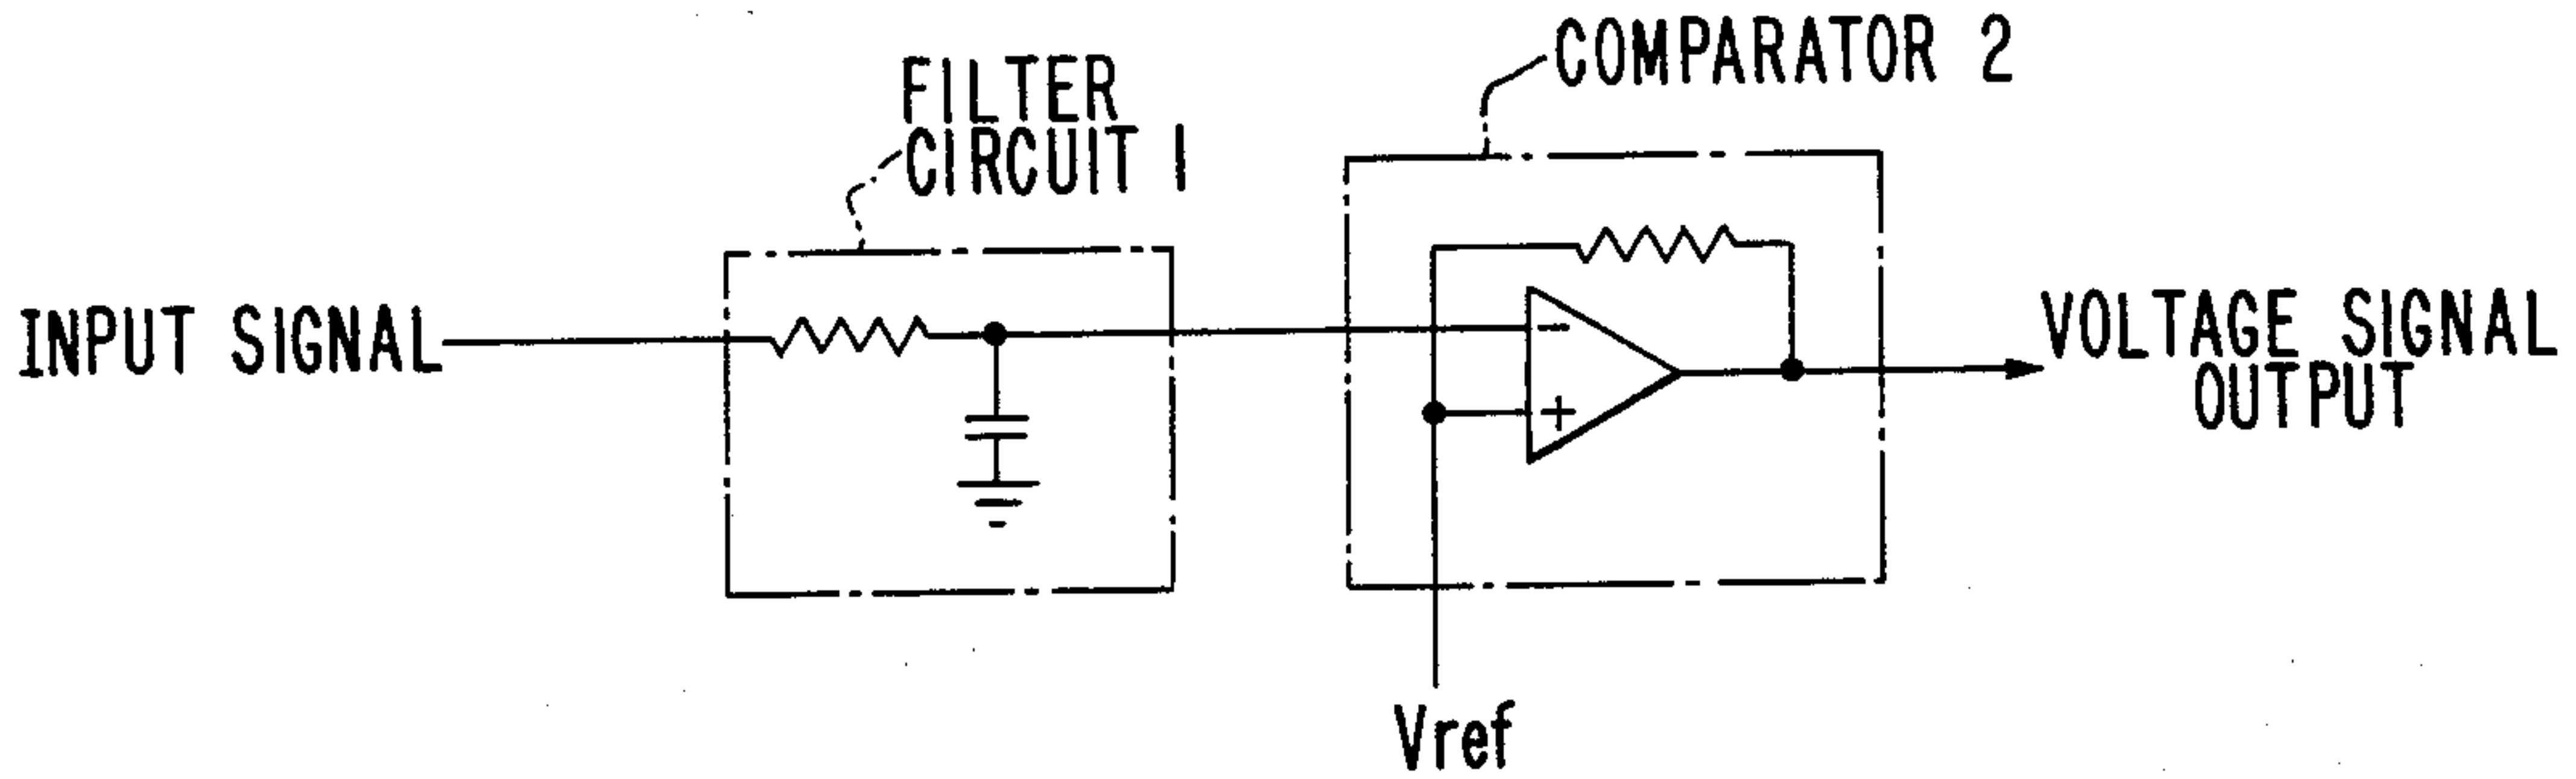 COMPARATOR 2
FILTER
CIRCUIT 1
INPUT SIGNAL
−
+
VOLTAGE SIGNAL
OUTPUT
Vref